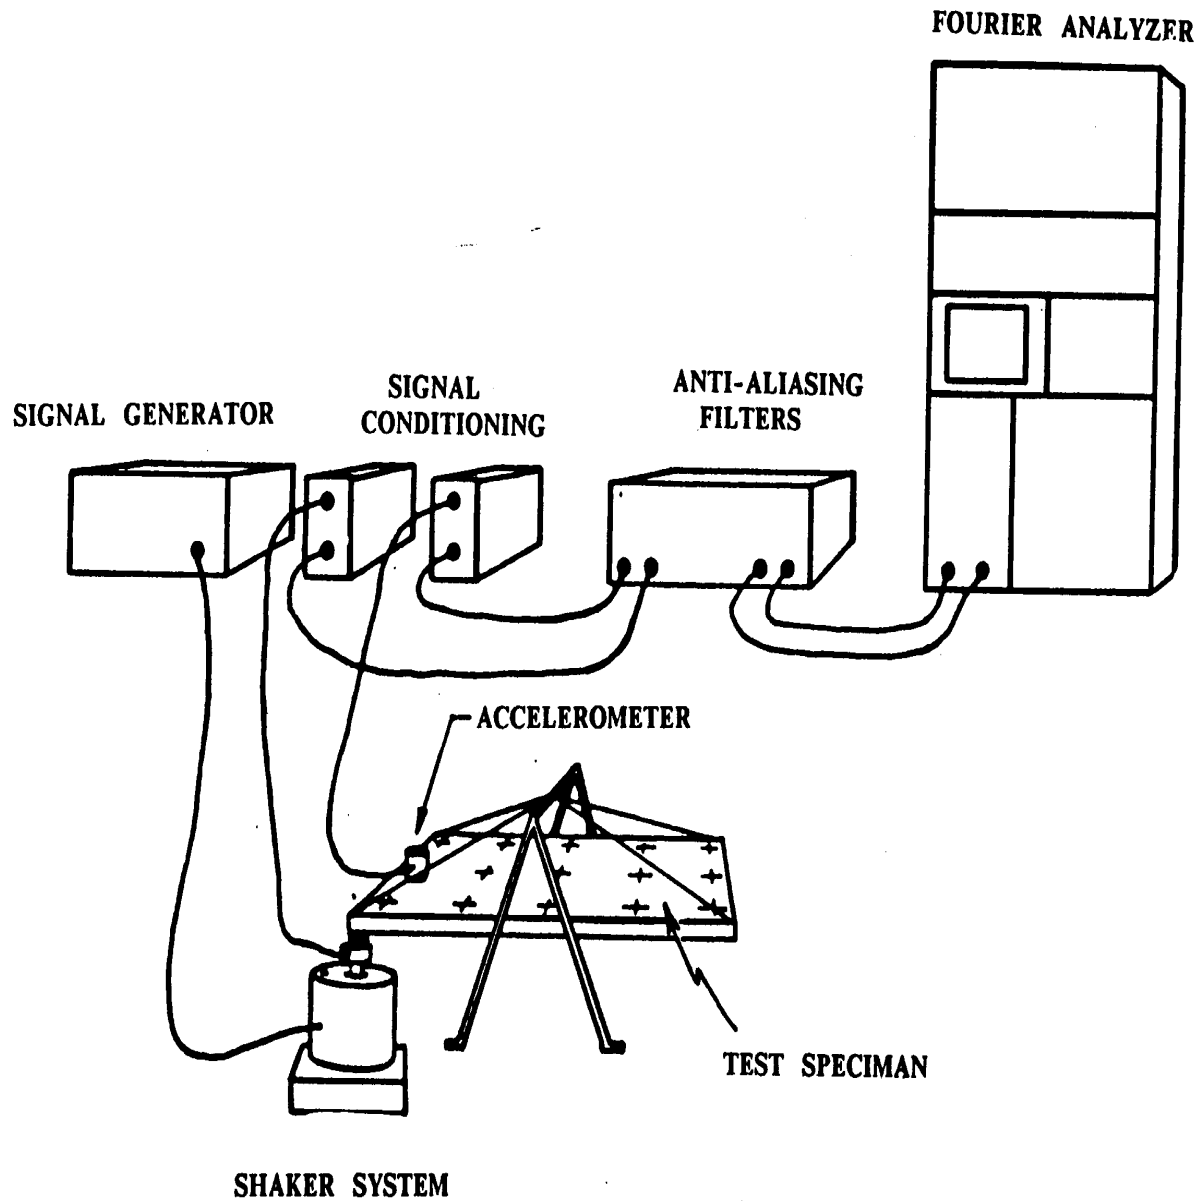 FOURIER ANALYZER
SIGNAL GENERATOR
SIGNAL
CONDITIONING
ANTI-ALIASING
FILTERS
ACCELEROMETER
TEST SPECIMAN
SHAKER SYSTEM